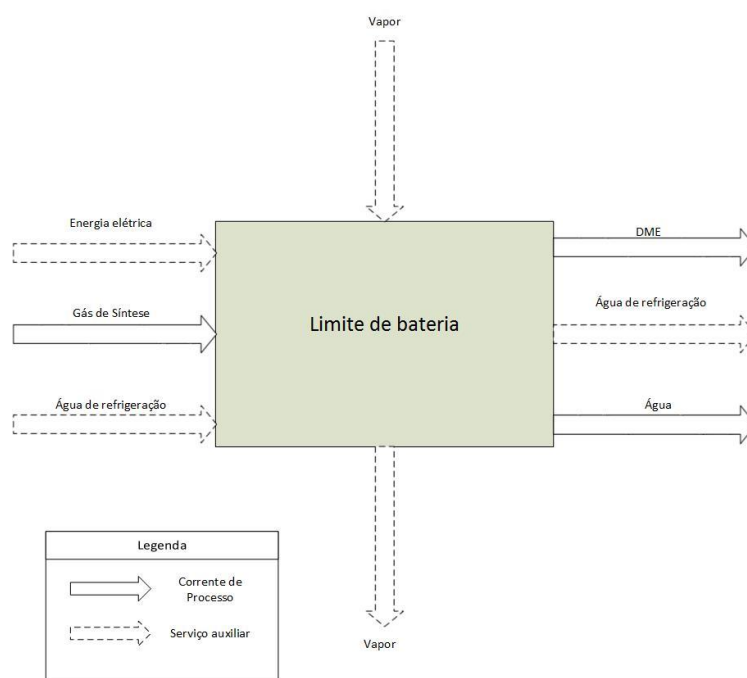 Vapor
Energia elétrica
DME
Gás de Síntese
Água de refrigeração
Limite de bateria
Água de refrigeração
Água
Legenda
Corrente de
Processo
Serviço auxiliar
Vapor